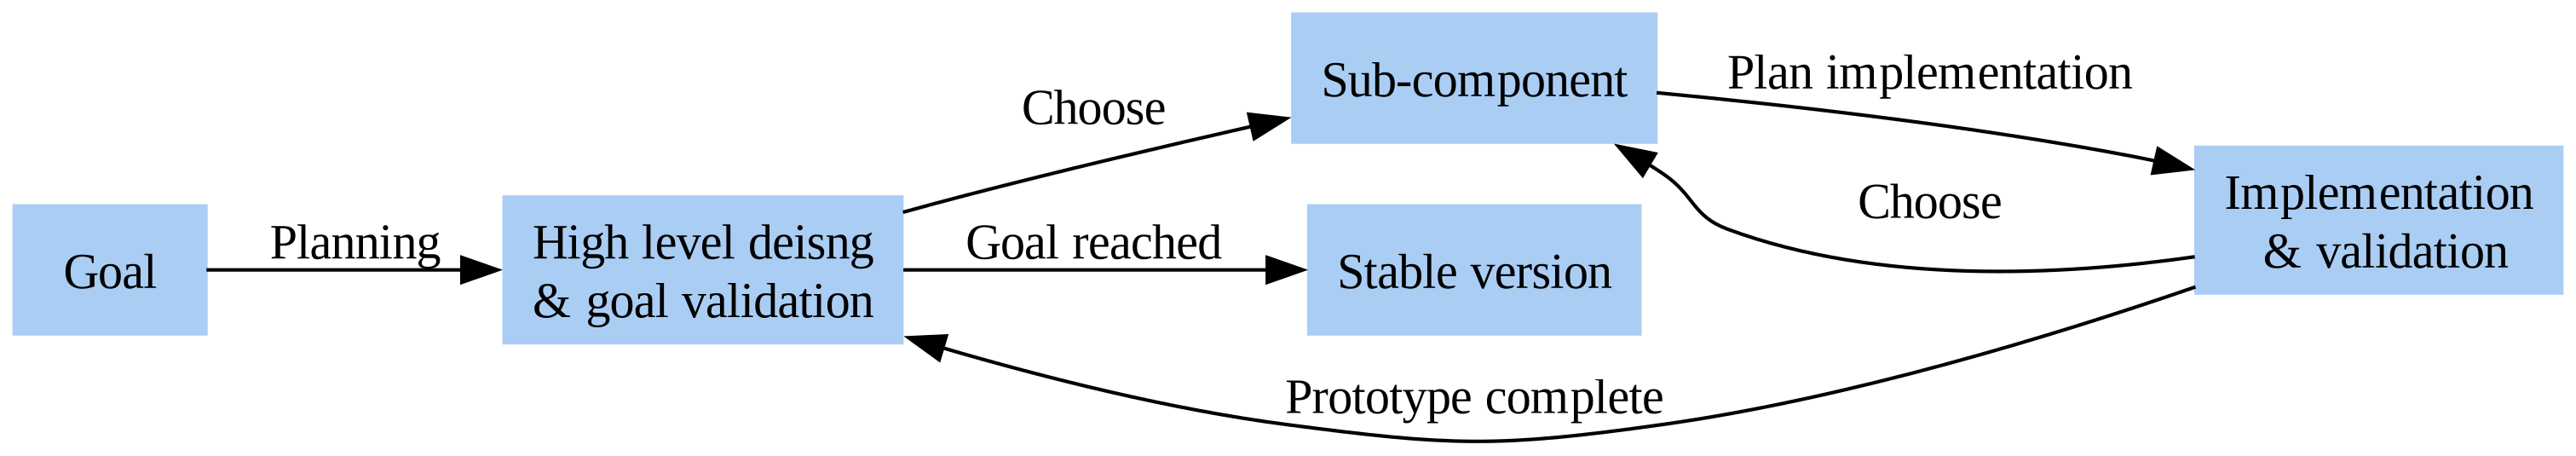 Goal
Planning
High level deisng
& goal validation
Choose
Goal reached
Sub-component
Stable version
Plan implementation
Choose
Prototype complete
Implementation
& validation